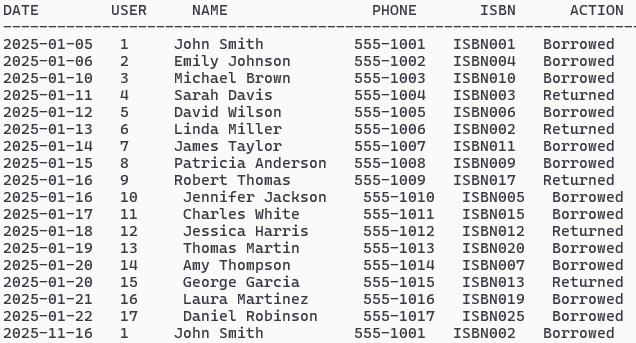 DATE USER NAME PHONE ISBN ACTION
2025-01-05 1 John Smith 555-1001 ISBN001 Borrowed
2025-01-06 2 Emily Johnson 555-1002 ISBN004 Borrowed
2025-01-10 3 Michael Brown 555-1003 ISBN010 Borrowed
2025-01-11 4 Sarah Davis 555-1004 ISBN003 Returned
2025-01-12 5 David Wilson 555-1005 ISBN006 Borrowed
2025-01-13 6 Linda Miller 555-1006 ISBN002 Returned
2025-01-14 7 James Taylor 555-1007 ISBN011 Borrowed
2025-01-15 8 Patricia Anderson 555-1008 ISBN009 Borrowed
2025-01-16 9 Robert Thomas 555-1009 ISBN017 Returned
2025-01-16 10 Jennifer Jackson 555-1010 ISBN005 Borrowed
2025-01-17 11 Charles White 555-1011 ISBN015 Borrowed
2025-01-18 12 Jessica Harris 555-1012 ISBN012 Returned
2025-01-19 13 Thomas Martin 555-1013 ISBN020 Borrowed
2025-01-20 14 Amy Thompson 555-1014 ISBN007 Borrowed
2025-01-20 15 George Garcia 555-1015 ISBN013 Returned
2025-01-21 16 Laura Martinez 555-1016 ISBN019 Borrowed
2025-01-22 17 Daniel Robinson 555-1017 ISBN025 Borrowed
2025-11-16 1 John Smith 555-1001 ISBN002 Borrowed